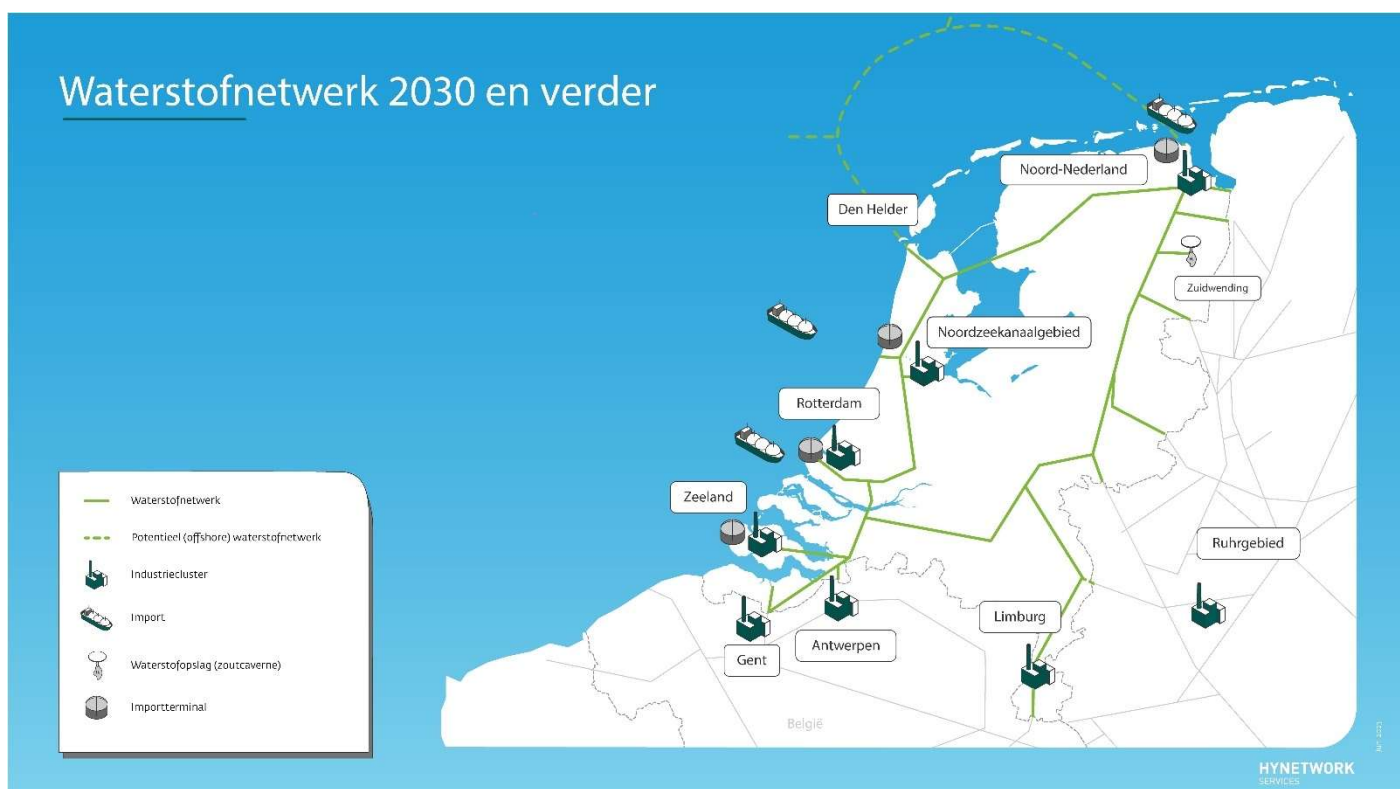 Waterstofnetwerk 2030 en verder
Noord-Nederland
Den Helder
Zuidwending
Noordzeekanaalgebied
Rotterdam
Zeeland
Ruhrgebied
Limburg
Antwerpen
Gent
België
Waterstofnetwerk
Potentieel (offshore) waterstofnetwerk
Industriecluster
Import
Waterstofopslag (zoutcaverne)
Importterminal
HYNETWORK
SERVICES